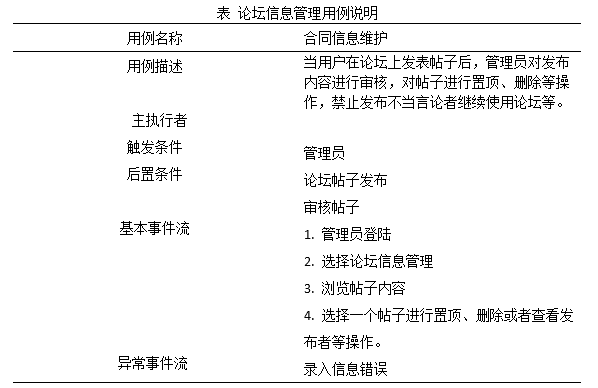 表 论坛信息管理用例说明
用例名称 合同信息维护
用例描述 当用户在论坛上发表帖子后，管理员对发布
内容进行审核，对帖子进行置顶、删除等操
作，禁止发布不当言论者继续使用论坛等。
主执行者
触发条件 管理员
后置条件 论坛帖子发布
审核帖子
基本事件流 1. 管理员登陆
2. 选择论坛信息管理
3. 浏览帖子内容
4. 选择一个帖子进行置顶、删除或者查看发
布者等操作。
异常事件流 录入信息错误